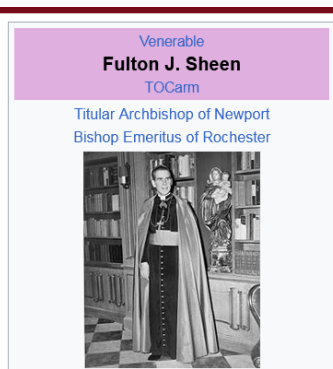 Venerable
Fulton J. Sheen
TOCarm
Titular Archbishop of Newport
Bishop Emeritus of Rochester